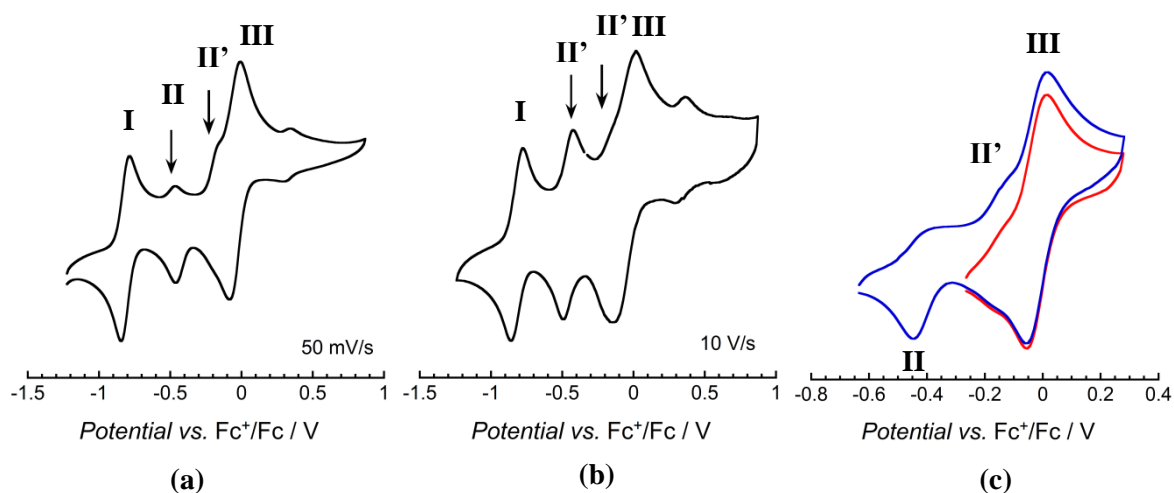 I
II
II’
III
50 mV/s
-1.5 -1 -0.5 0 0.5 1
Potential vs. Fc⁺/Fc / V
(a)
I
II’
II’
III
10 V/s
-1.5 -1 -0.5 0 0.5 1
Potential vs. Fc⁺/Fc / V
(b)
III
II’
II
-0.8 -0.6 -0.4 -0.2 0 0.2 0.4
Potential vs. Fc⁺/Fc / V
(c)